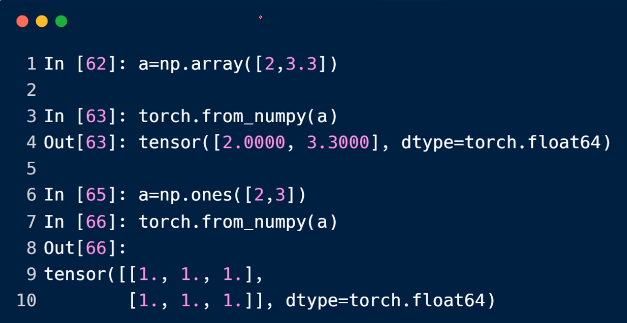 1 In [62]: a=np.array([2,3.3])
2
3 In [63]: torch.from_numpy(a)
4 Out[63]: tensor([2.0000, 3.3000], dtype=torch.float64)
5
6 In [65]: a=np.ones([2,3])
7 In [66]: torch.from_numpy(a)
8 Out[66]:
9 tensor([[1., 1., 1.],
10         [1., 1., 1.]], dtype=torch.float64)